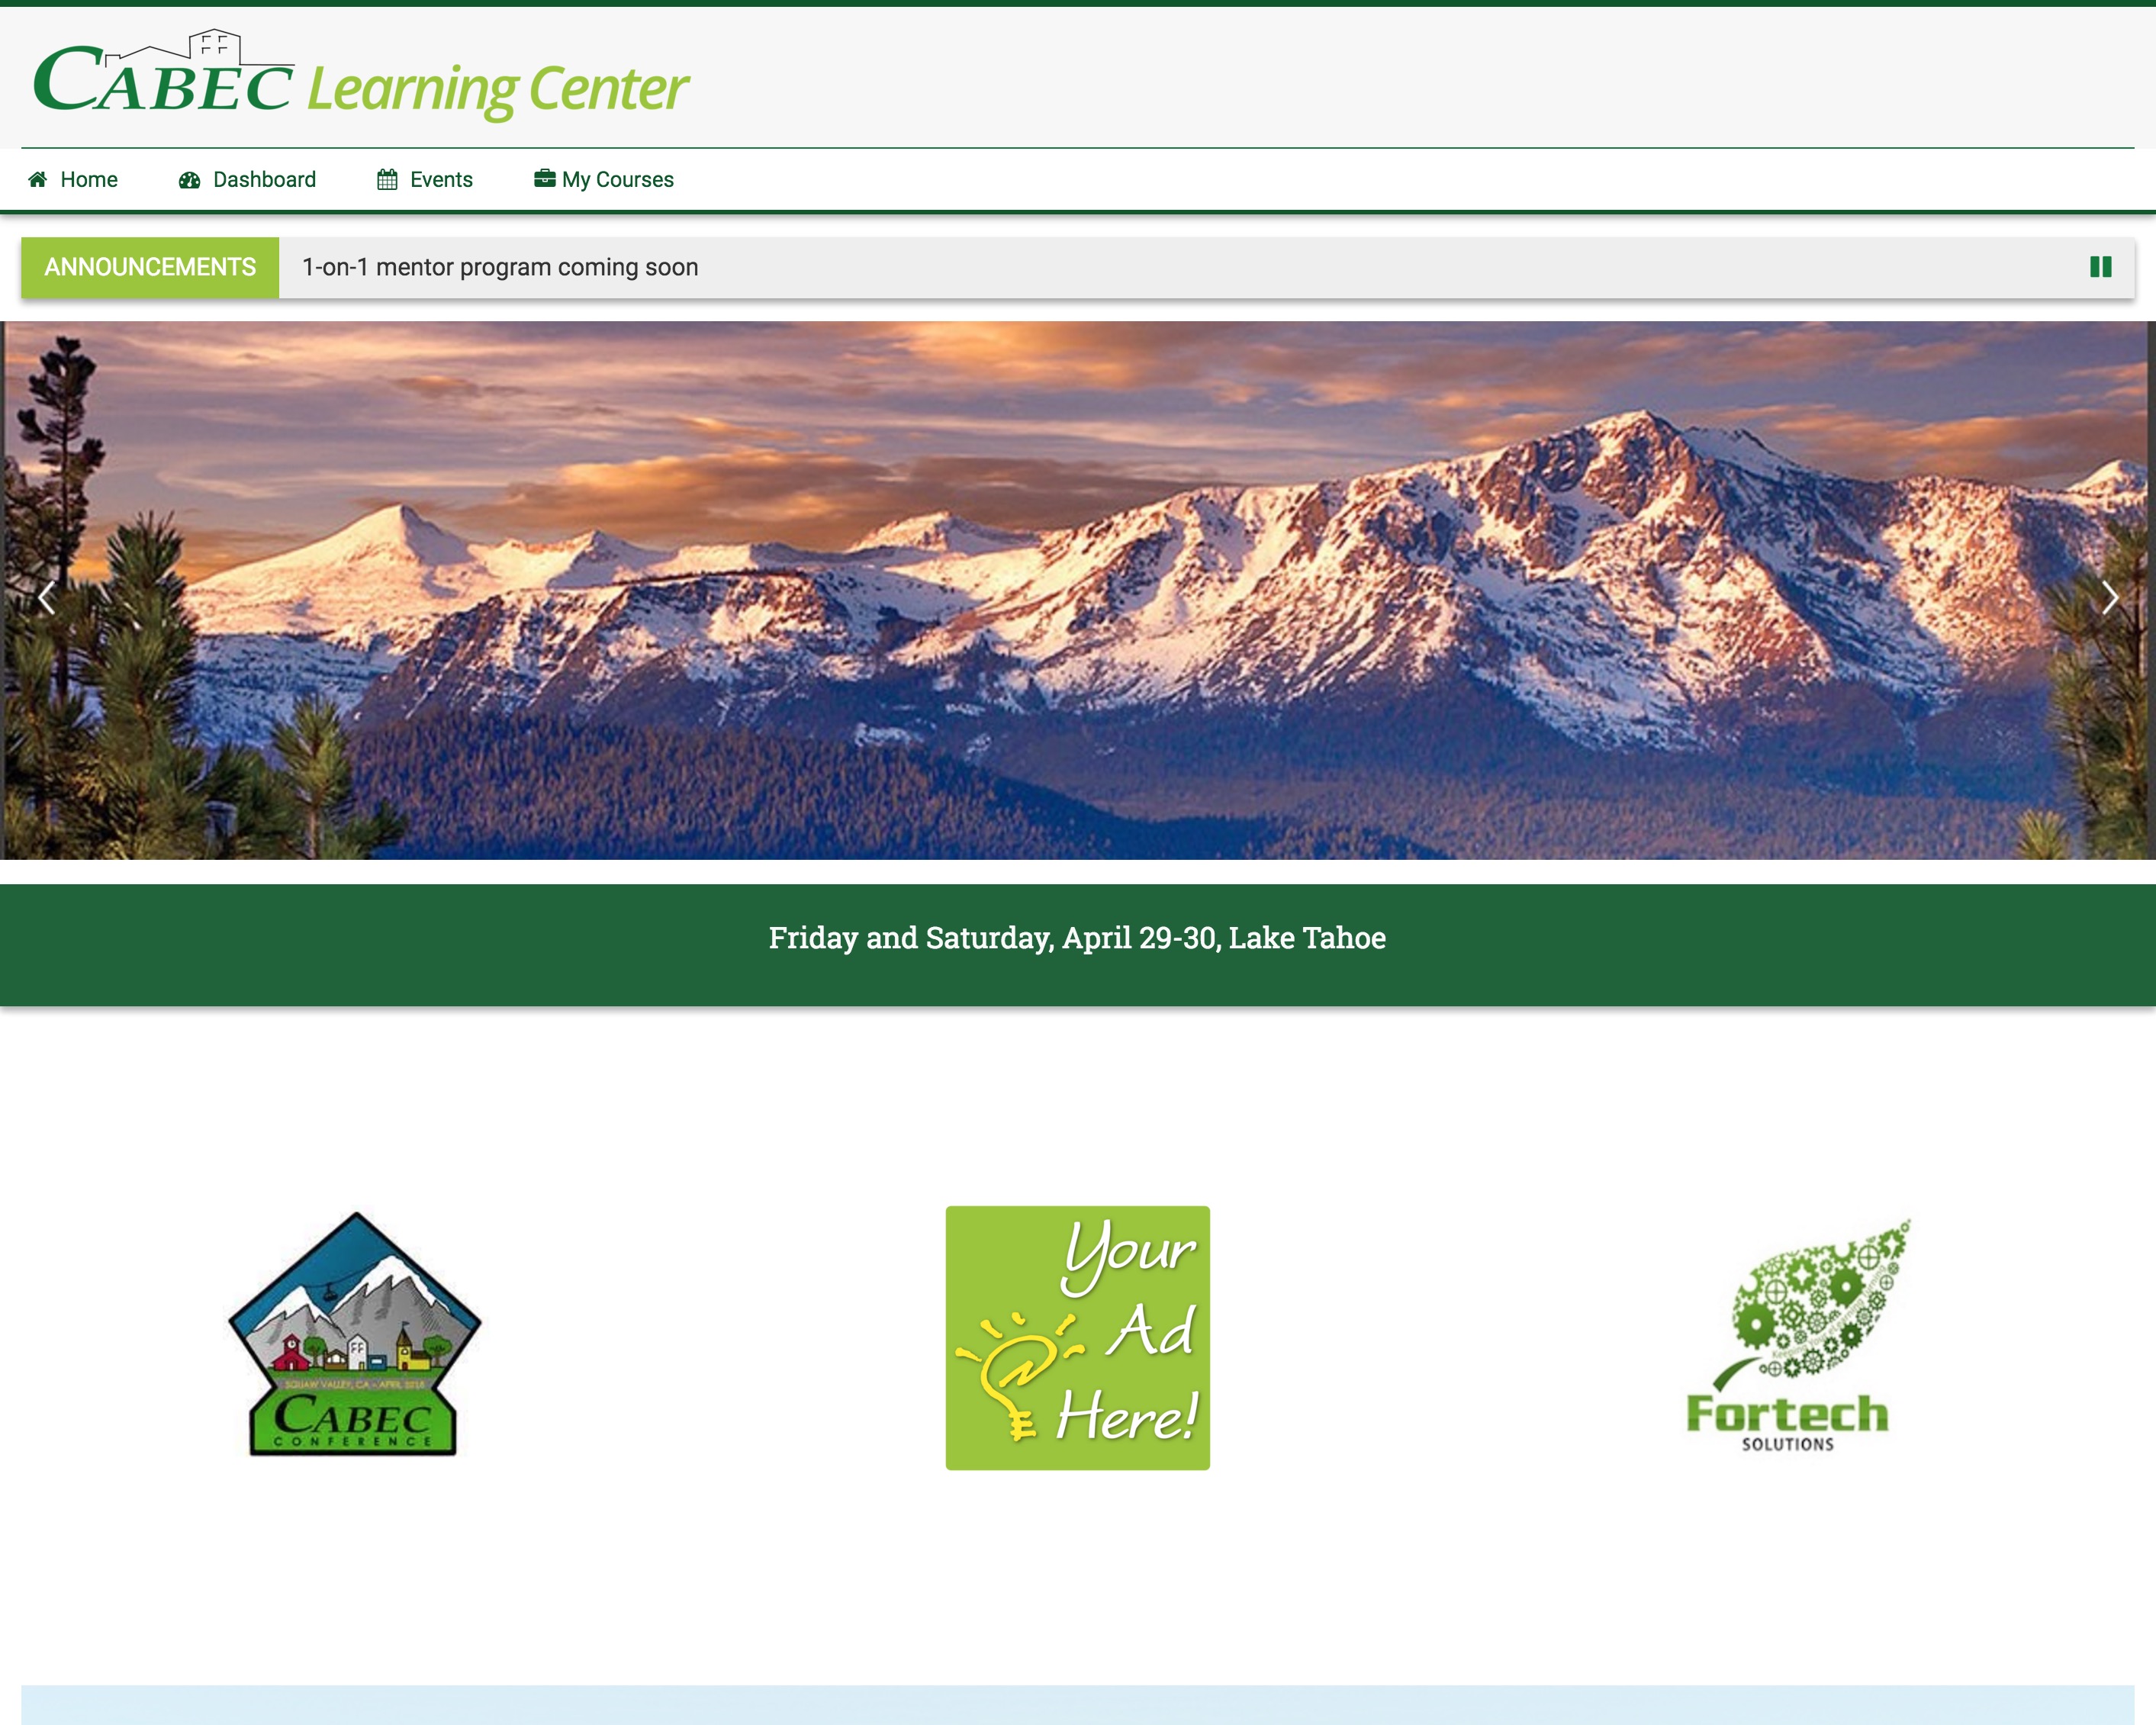 CABEC Learning Center
Home Dashboard Events My Courses
ANNOUNCEMENTS 1-on-1 mentor program coming soon
Friday and Saturday, April 29-30, Lake Tahoe
SQUAW VALLEY, CA - APRIL 2016
CABEC
CONFERENCE
Your
Ad
Here!
Fortech
SOLUTIONS